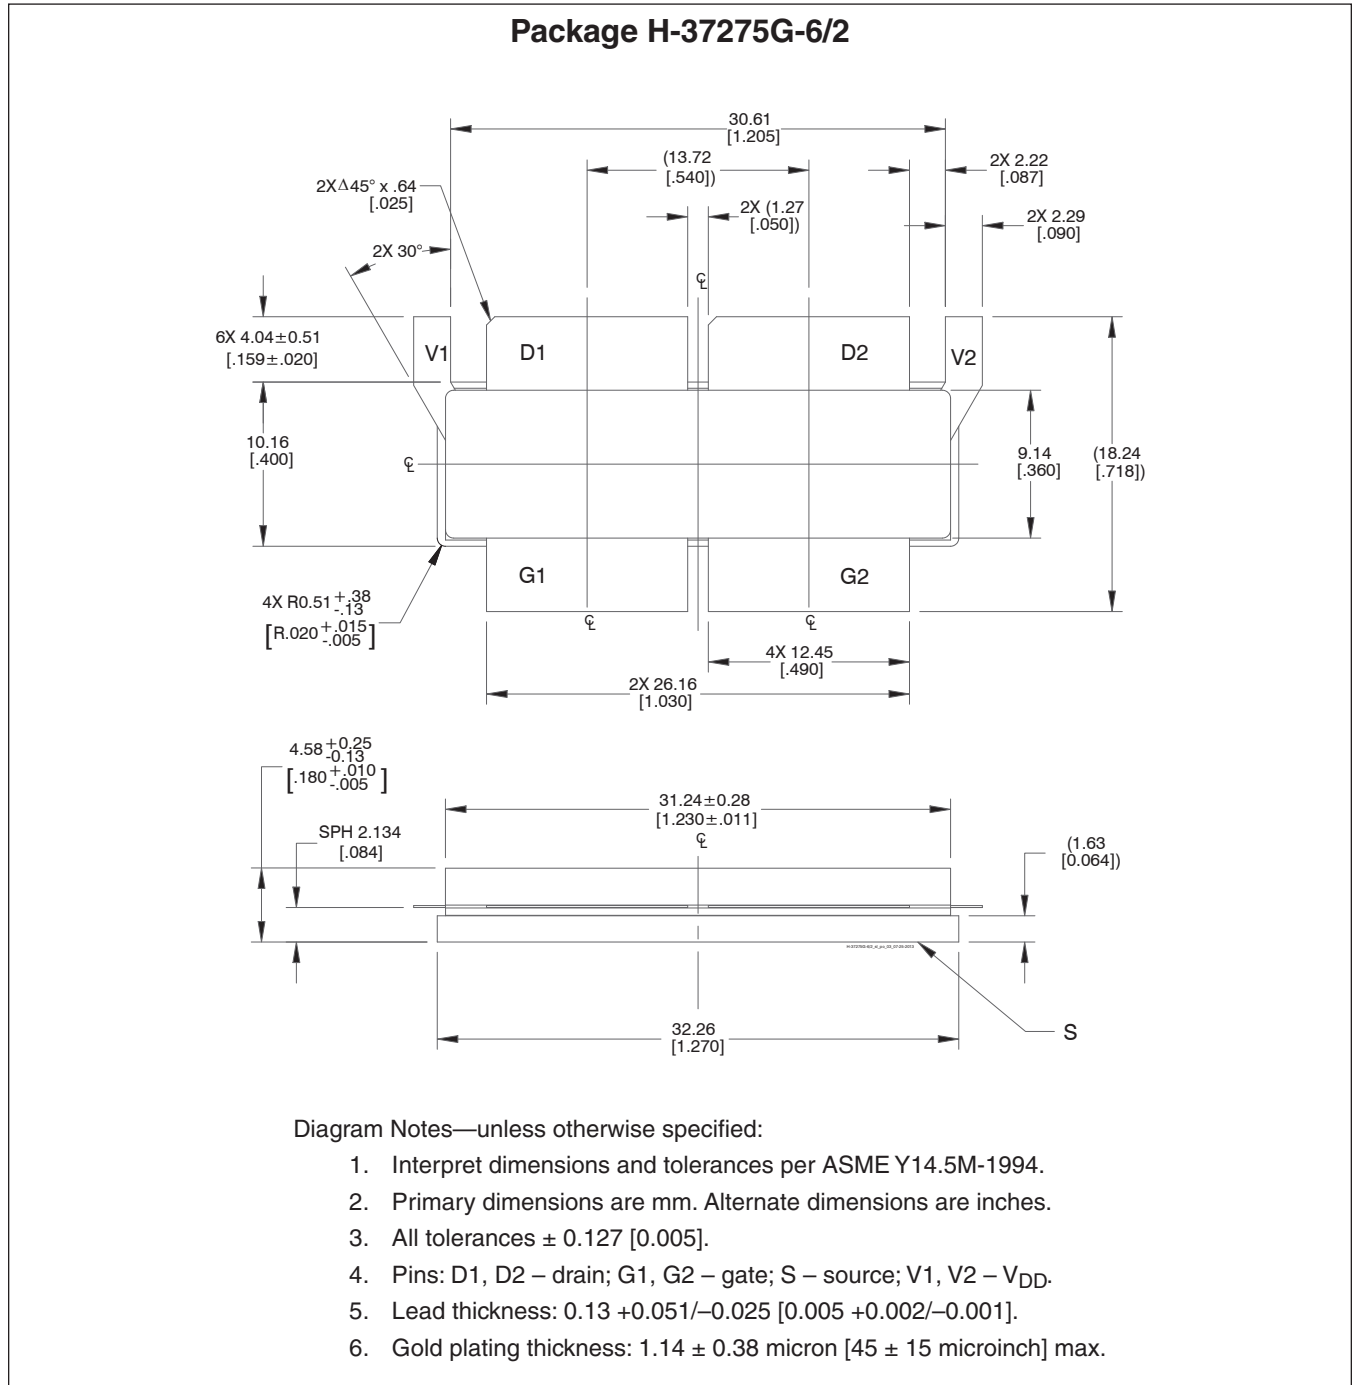 Package H-37275G-6/2
30.61
[1.205]
(13.72
[.540])
2X 2.22
[.087]
2XΔ45° x .64
[.025]
2X (1.27
[.050])
2X 2.29
[.090]
2X 30°
℄
6X 4.04±0.51
[.159±.020]
V1
D1
D2
V2
10.16
[.400]
℄
9.14
[.360]
(18.24
[.718])
G1
G2
4X R0.51 +.38
-.13
[R.020 +.015
-.005]
℄
℄
4X 12.45
[.490]
2X 26.16
[1.030]
4.58 +0.25
-0.13
[.180 +.010
-.005]
31.24±0.28
[1.230±.011]
℄
SPH 2.134
[.084]
(1.63
[0.064])
S
32.26
[1.270]
Diagram Notes—unless otherwise specified:
1. Interpret dimensions and tolerances per ASME Y14.5M-1994.
2. Primary dimensions are mm. Alternate dimensions are inches.
3. All tolerances ± 0.127 [0.005].
4. Pins: D1, D2 – drain; G1, G2 – gate; S – source; V1, V2 – VDD.
5. Lead thickness: 0.13 +0.051/–0.025 [0.005 +0.002/–0.001].
6. Gold plating thickness: 1.14 ± 0.38 micron [45 ± 15 microinch] max.